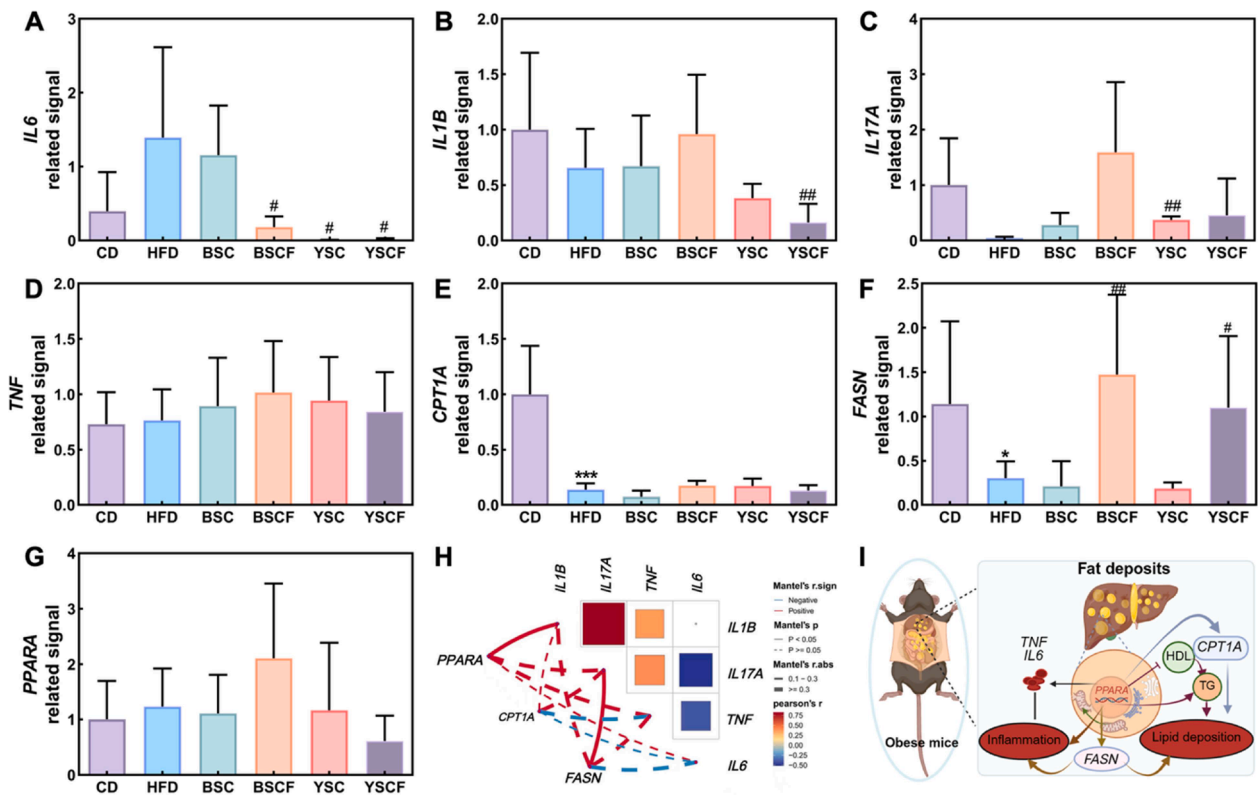 A
IL6
related signal
3
2
1
0
#
#
#
CD HFD BSC BSCF YSC YSCF
B
IL1B
related signal
2.0
1.5
1.0
0.5
0.0
##
CD HFD BSC BSCF YSC YSCF
C
IL17A
related signal
4
3
2
1
0
##
CD HFD BSC BSCF YSC YSCF
D
TNF
related signal
2.0
1.5
1.0
0.5
0.0
CD HFD BSC BSCF YSC YSCF
E
CPT1A
related signal
2.0
1.5
1.0
0.5
0.0
***
CD HFD BSC BSCF YSC YSCF
F
FASN
related signal
2.5
2.0
1.5
1.0
0.5
0.0
*
##
#
CD HFD BSC BSCF YSC YSCF
G
PPARA
related signal
4
3
2
1
0
CD HFD BSC BSCF YSC YSCF
H
IL1B
IL17A
TNF
IL6
IL1B
IL17A
TNF
IL6
PPARA
CPT1A
FASN
Mantel's r.sign
Negative
Positive
Mantel's p
P < 0.05
P >= 0.05
Mantel's r.abs
0.1 − 0.3
>= 0.3
pearson's r
0.75
0.50
0.25
0.00
−0.25
−0.50
I
Fat deposits
TNF
IL6
HDL
CPT1A
PPARA
TG
Obese mice
Inflammation
Lipid deposition
FASN